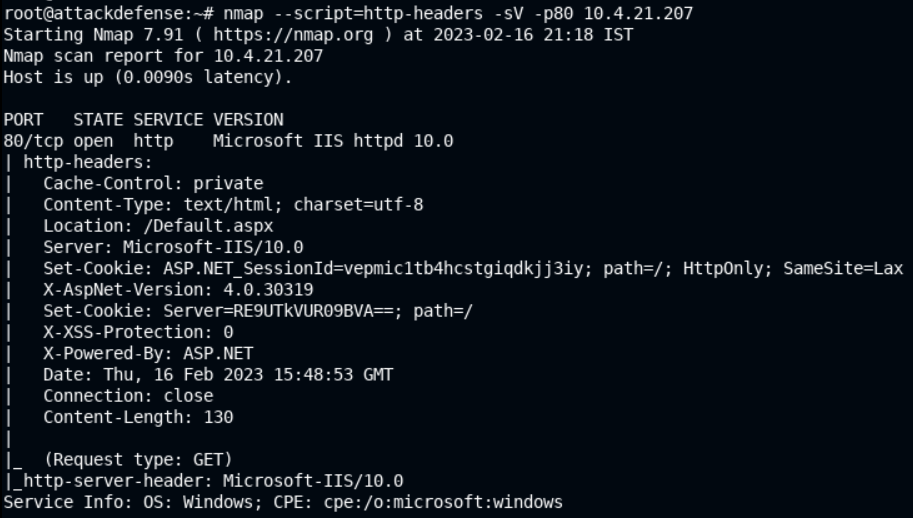 root@attackdefense:~# nmap --script=http-headers -sV -p80 10.4.21.207
Starting Nmap 7.91 ( https://nmap.org ) at 2023-02-16 21:18 IST
Nmap scan report for 10.4.21.207
Host is up (0.0090s latency).

PORT   STATE SERVICE VERSION
80/tcp open  http    Microsoft IIS httpd 10.0
| http-headers:
|   Cache-Control: private
|   Content-Type: text/html; charset=utf-8
|   Location: /Default.aspx
|   Server: Microsoft-IIS/10.0
|   Set-Cookie: ASP.NET_SessionId=vepmic1tb4hcstgiqdkjj3iy; path=/; HttpOnly; SameSite=Lax
|   X-AspNet-Version: 4.0.30319
|   Set-Cookie: Server=RE9UTkVUR09BVA==; path=/
|   X-XSS-Protection: 0
|   X-Powered-By: ASP.NET
|   Date: Thu, 16 Feb 2023 15:48:53 GMT
|   Connection: close
|   Content-Length: 130
|
|_  (Request type: GET)
|_http-server-header: Microsoft-IIS/10.0
Service Info: OS: Windows; CPE: cpe:/o:microsoft:windows